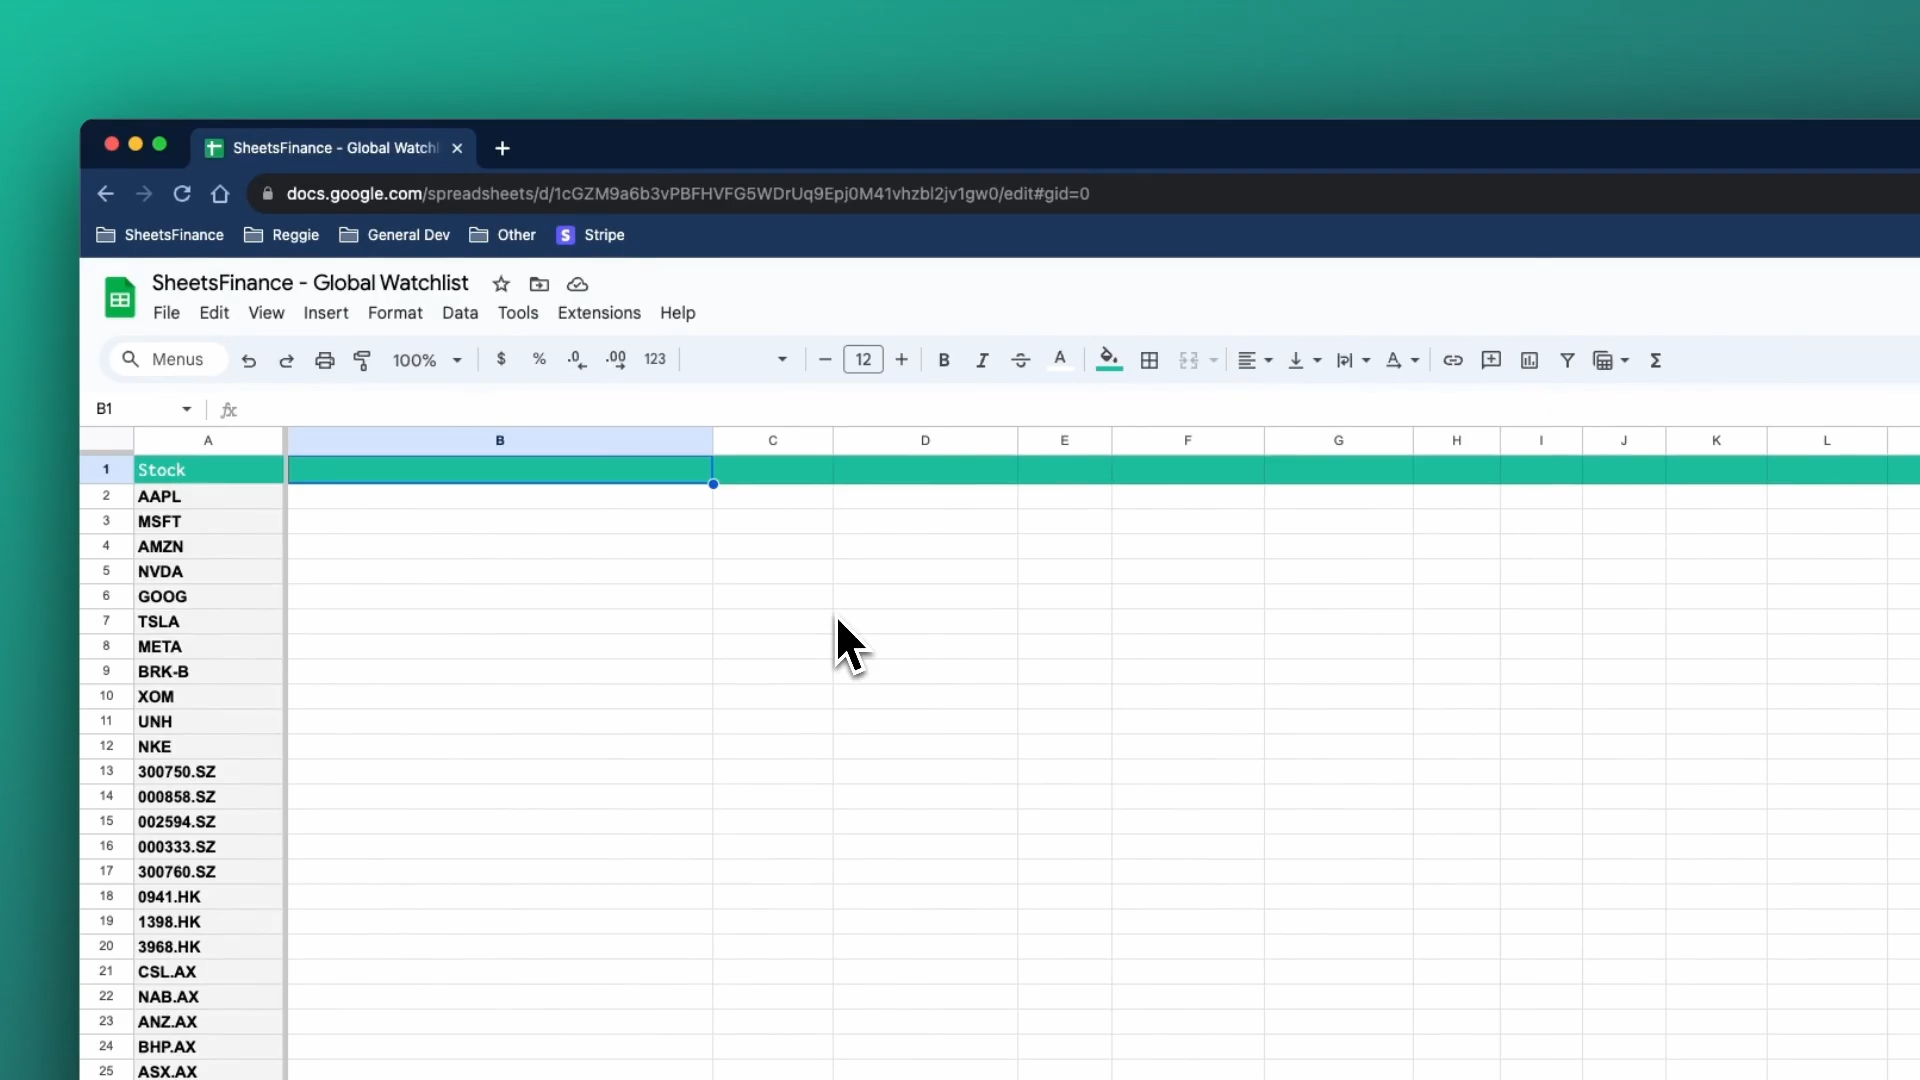 SheetsFinance - Global Watchl
docs.google.com/spreadsheets/d/1cGZM9a6b3vPBFHVFG5WDrUq9Epj0M41vhzbl2jv1gw0/edit#gid=0
SheetsFinance Reggie General Dev Other S Stripe
SheetsFinance - Global Watchlist
File Edit View Insert Format Data Tools Extensions Help
Menus 100% $ % .0 .00 123 12 B I S A A Σ
B1 fx
A B C D E F G H I J K L
1 Stock
2 AAPL
3 MSFT
4 AMZN
5 NVDA
6 GOOG
7 TSLA
8 META
9 BRK-B
10 XOM
11 UNH
12 NKE
13 300750.SZ
14 000858.SZ
15 002594.SZ
16 000333.SZ
17 300760.SZ
18 0941.HK
19 1398.HK
20 3968.HK
21 CSL.AX
22 NAB.AX
23 ANZ.AX
24 BHP.AX
25 ASX.AX